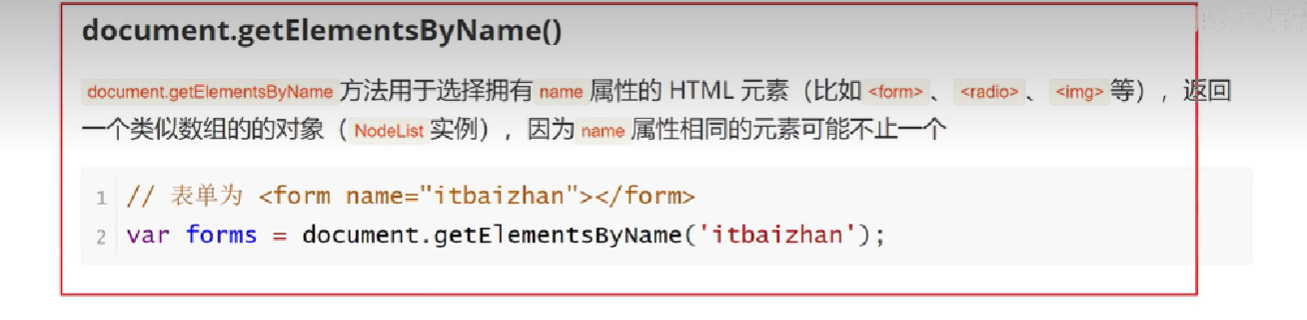 document.getElementsByName()
document.getElementsByName 方法用于选择拥有 name 属性的 HTML 元素（比如 <form> 、 <radio> 、 <img> 等），返回
一个类似数组的的对象（ NodeList 实例），因为 name 属性相同的元素可能不止一个
1 // 表单为 <form name="itbaizhan"></form>
2 var forms = document.getElementsByName('itbaizhan');